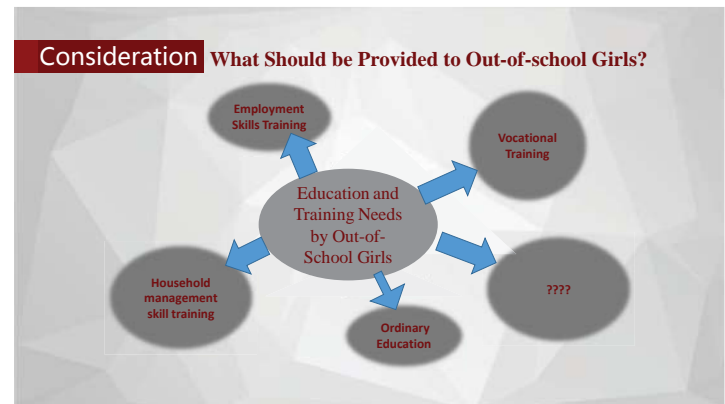 Consideration What Should be Provided to Out-of-school Girls?
Employment
Skills Training
Vocational
Training
Education and
Training Needs
by Out-of-
School Girls
Household
management
skill training
????
Ordinary
Education